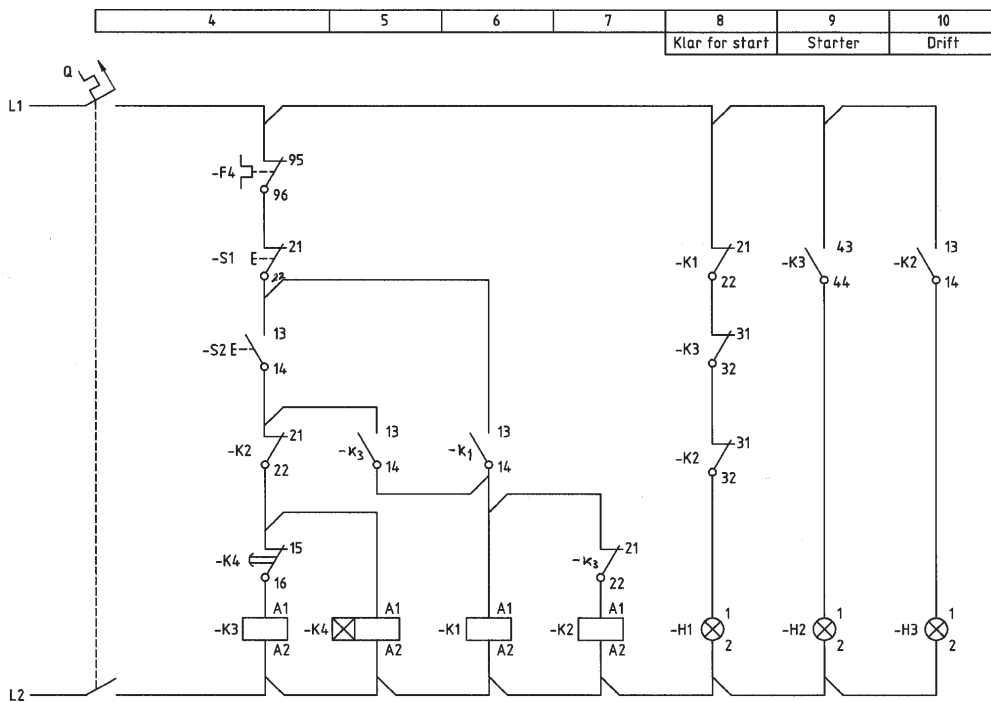 4 5 6 7 8 9 10
Klar for start Starter Drift
Q
L1
95
-F4
96
21 21 43 13
-S1 E -K1 -K3 -K2
22 44 14
13 13 31
-S2 E -K3
14 32
21 13 13 31
-K2 -K3 -K1 -K2
22 14 14 32
15 21
-K4 -K3
16 22
A1 A1 A1 A1 1 1 1
-K3 -K4 -K1 -K2 -H1 -H2 -H3
A2 A2 A2 A2 2 2 2
L2